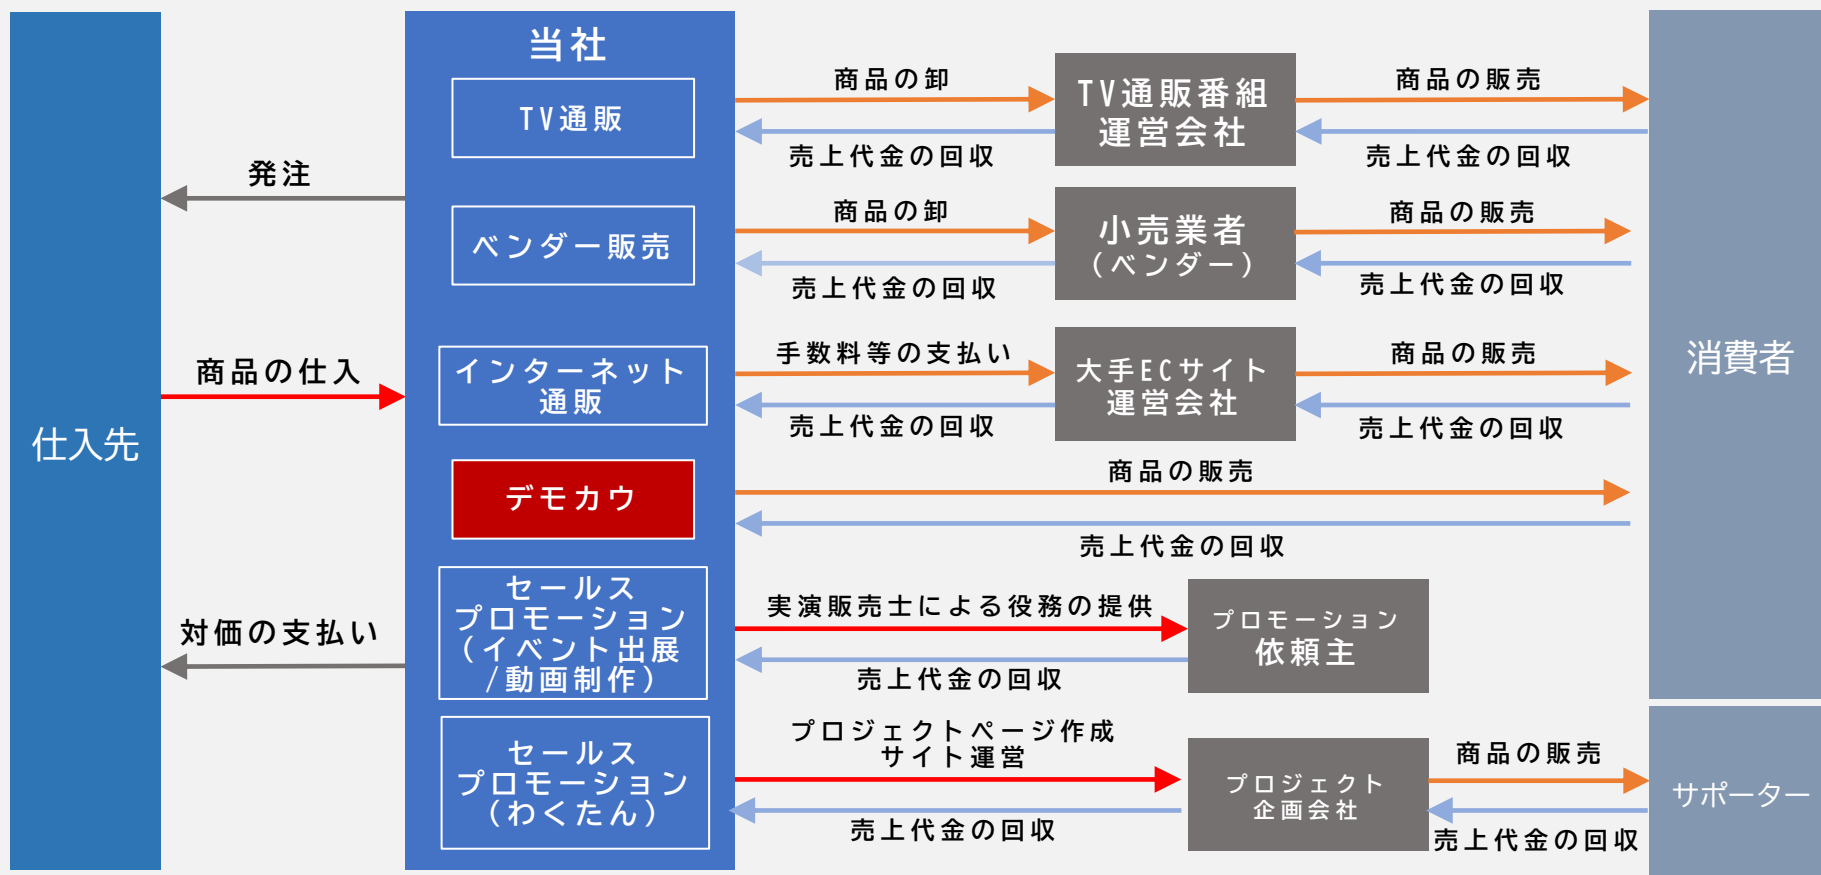 仕入先
発注
商品の仕入
対価の支払い
当社
TV通販
ベンダー販売
インターネット
通販
デモカウ
セールス
プロモーション
（イベント出展
/動画制作）
セールス
プロモーション
（わくたん）
商品の卸
売上代金の回収
TV通販番組
運営会社
商品の販売
売上代金の回収
商品の卸
売上代金の回収
小売業者
（ベンダー）
商品の販売
売上代金の回収
手数料等の支払い
売上代金の回収
大手ECサイト
運営会社
商品の販売
売上代金の回収
商品の販売
売上代金の回収
実演販売士による役務の提供
売上代金の回収
プロモーション
依頼主
プロジェクトページ作成
サイト運営
売上代金の回収
プロジェクト
企画会社
商品の販売
売上代金の回収
消費者
サポーター